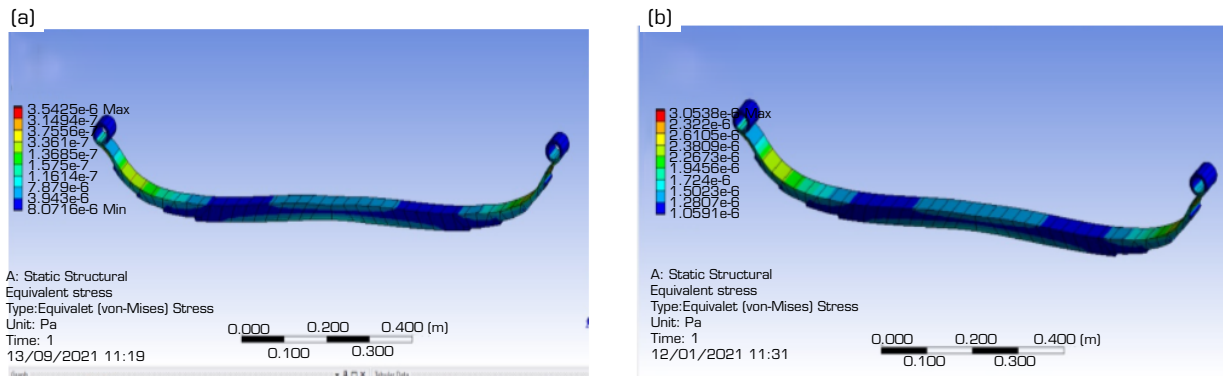 (a)
3.5425e-6 Max
3.1494e-7
3.7556e-7
3.361e-7
1.3685e-7
1.575e-7
1.1614e-7
7.879e-6
3.943e-6
8.0716e-6 Min
A: Static Structural
Equivalent stress
Type:Equivalet (von-Mises) Stress
Unit: Pa
Time: 1
13/09/2021 11:19
0.000 0.200 0.400 (m)
0.100 0.300
(b)
3.0538e-6 Max
2.322e-6
2.6105e-6
2.3809e-6
2.2673e-6
1.9456e-6
1.724e-6
1.5023e-6
1.2807e-6
1.0591e-6
A: Static Structural
Equivalent stress
Type:Equivalet (von-Mises) Stress
Unit: Pa
Time: 1
12/01/2021 11:31
0.000 0.200 0.400 (m)
0.100 0.300